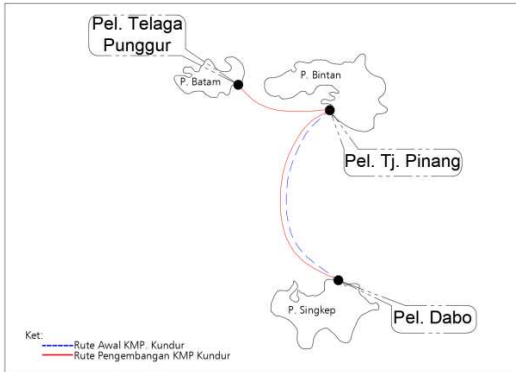 Pel. Telaga
Punggur
P. Batam
P. Bintan
Pel. Tj. Pinang
P. Singkep
Pel. Dabo
Ket:
Rute Awal KMP. Kundur
Rute Pengembangan KMP Kundur